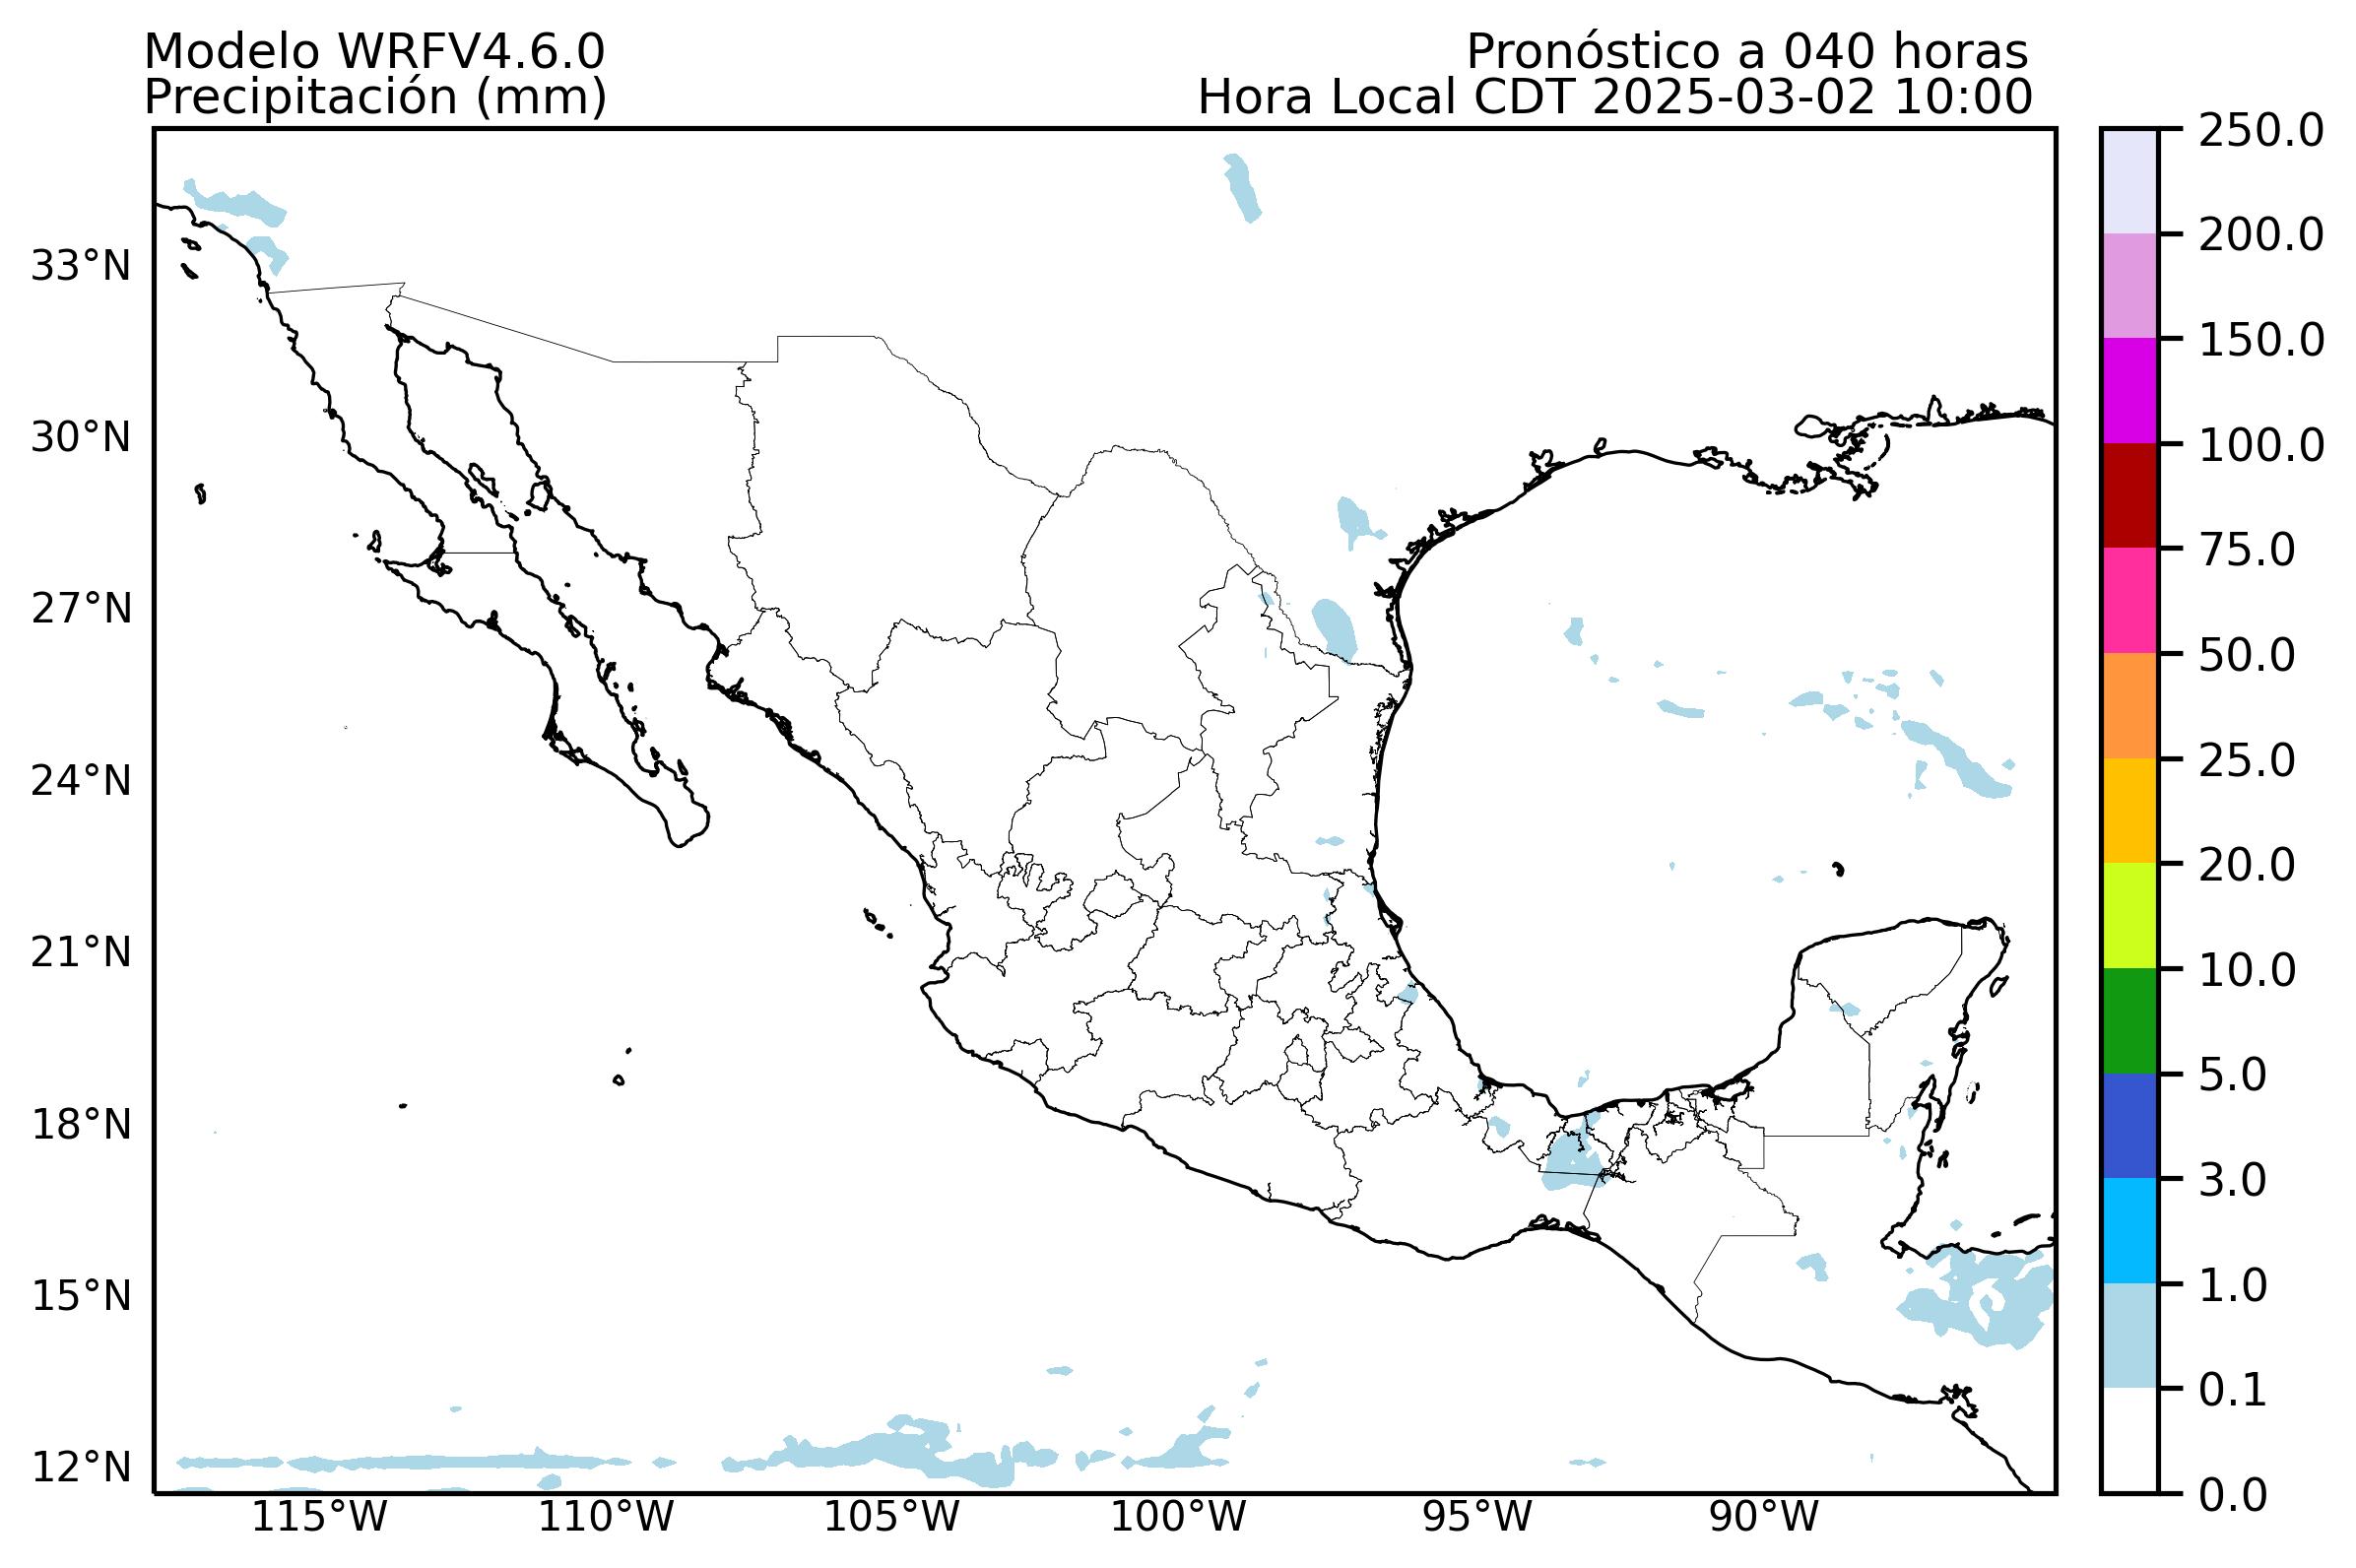 Modelo WRFV4.6.0
Precipitación (mm)
Pronóstico a 040 horas
Hora Local CDT 2025-03-02 10:00
33°N
30°N
27°N
24°N
21°N
18°N
15°N
12°N
115°W
110°W
105°W
100°W
95°W
90°W
250.0
200.0
150.0
100.0
75.0
50.0
25.0
20.0
10.0
5.0
3.0
1.0
0.1
0.0